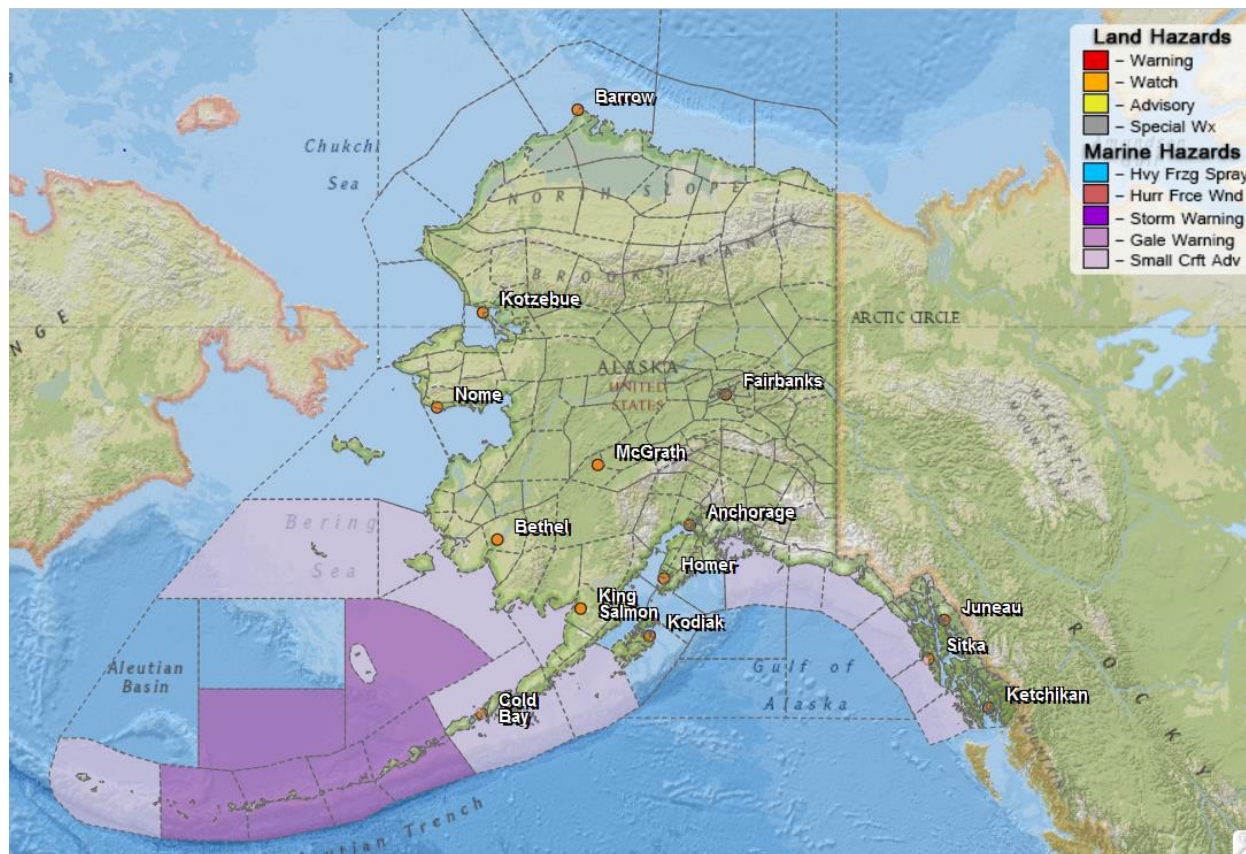 Land Hazards
– Warning
– Watch
– Advisory
– Special Wx
Marine Hazards
– Hvy Frzg Spray
– Hurr Frce Wnd
– Storm Warning
– Gale Warning
– Small Crft Adv
Barrow
Chukchi
Sea
NORTH SLOPE
BROOKS RANGE
Kotzebue
ARCTIC CIRCLE
NGE
ALASKA
UNITED
STATES
Fairbanks
Nome
MACKENZIE
MOUNTAINS
McGrath
Anchorage
Bering
Sea
Bethel
Homer
King
Salmon
Kodiak
Juneau
Sitka
Aleutian
Basin
Gulf of
Alaska
Cold
Bay
Ketchikan
ROCKY
Aleutian Trench